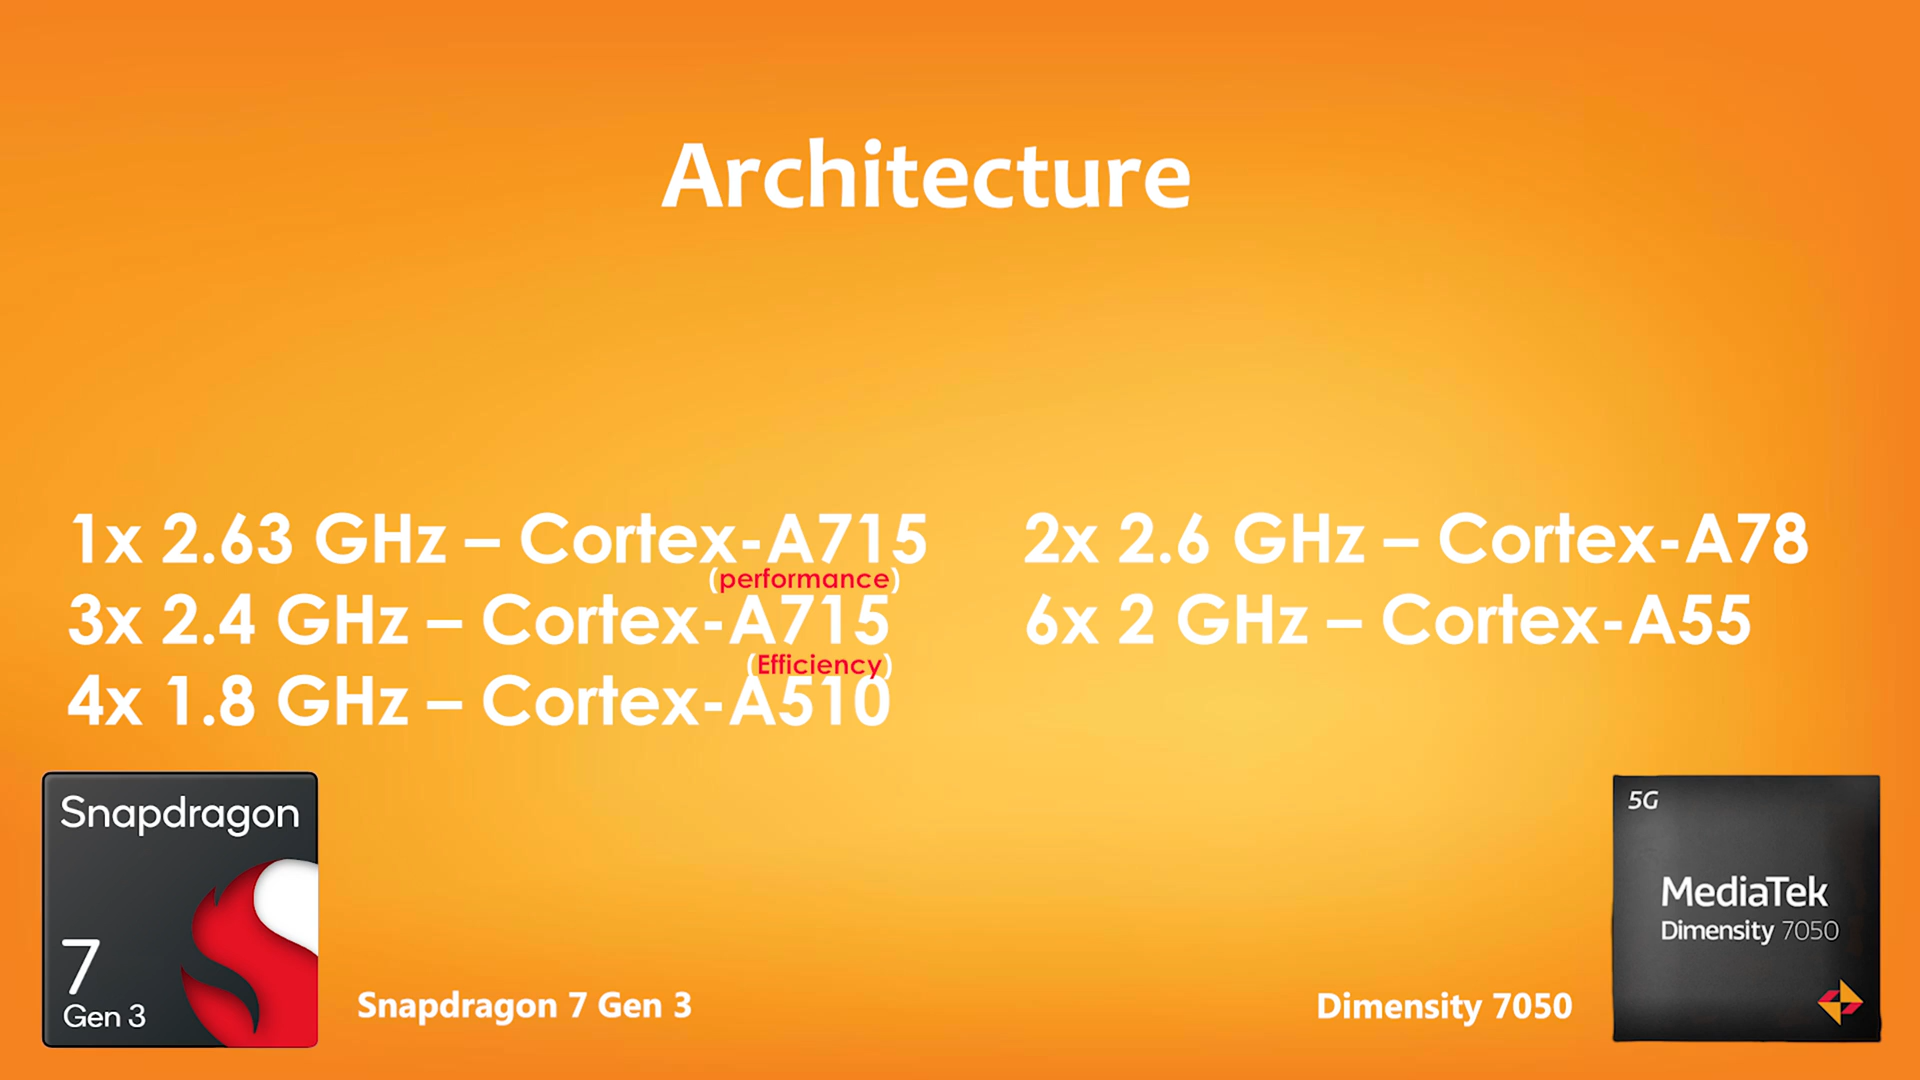 Architecture
1x 2.63 GHz – Cortex-A715
(performance)
3x 2.4 GHz – Cortex-A715
(Efficiency)
4x 1.8 GHz – Cortex-A510
2x 2.6 GHz – Cortex-A78
6x 2 GHz – Cortex-A55
Snapdragon
7
Gen 3
Snapdragon 7 Gen 3
Dimensity 7050
5G
MediaTek
Dimensity 7050